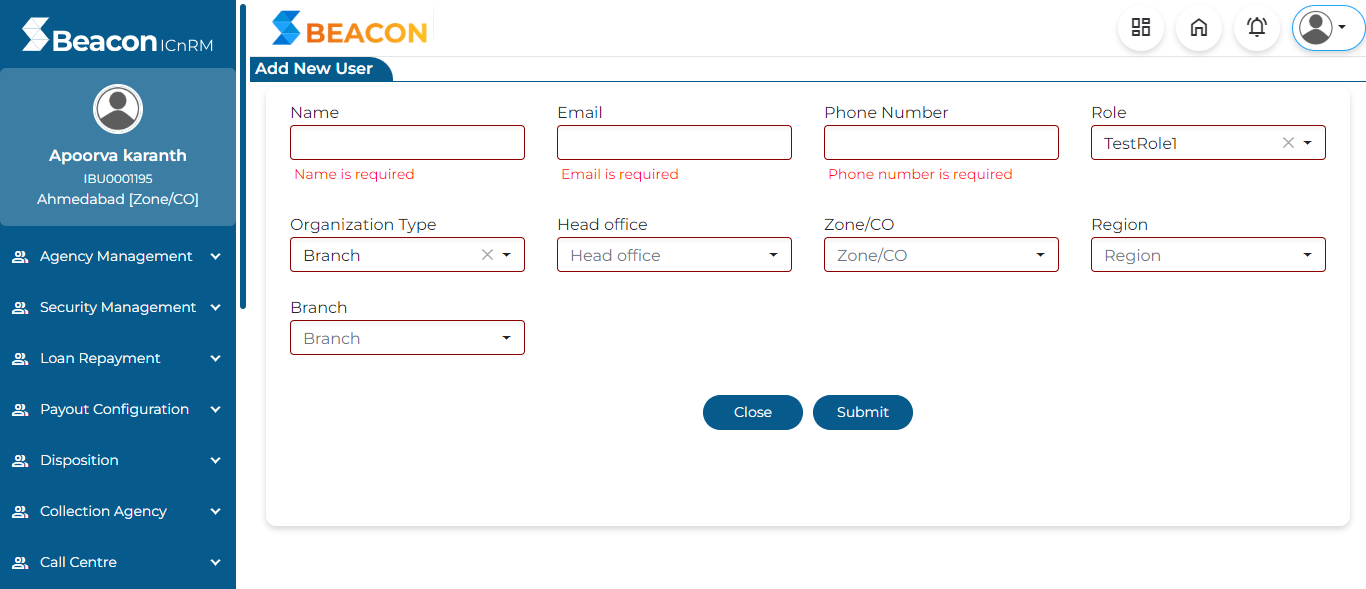 Beacon ICnRM
Apoorva karanth
IBU0001195
Ahmedabad [Zone/CO]
Agency Management
Security Management
Loan Repayment
Payout Configuration
Disposition
Collection Agency
Call Centre
BEACON
Add New User
Name Email Phone Number Role
TestRole1
Name is required Email is required Phone number is required
Organization Type Head office Zone/CO Region
Branch Head office Zone/CO Region
Branch
Branch
Close Submit